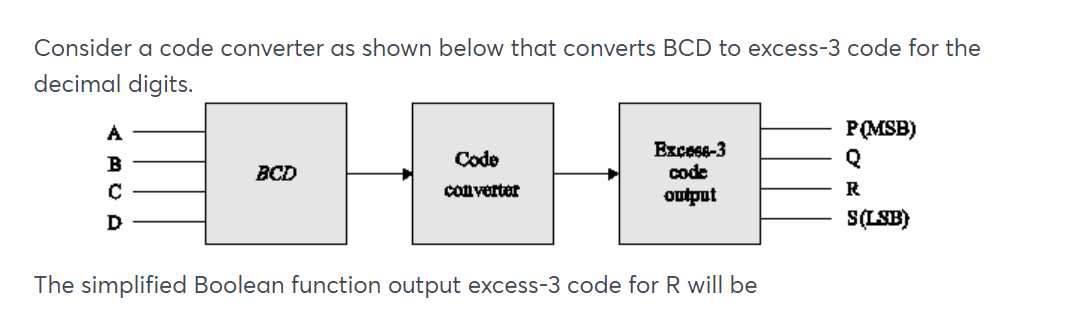 Consider a code converter as shown below that converts BCD to excess-3 code for the
decimal digits.
A
B
C
D
BCD
Code
converter
Excess-3
code
output
P(MSB)
Q
R
S(LSB)
The simplified Boolean function output excess-3 code for R will be